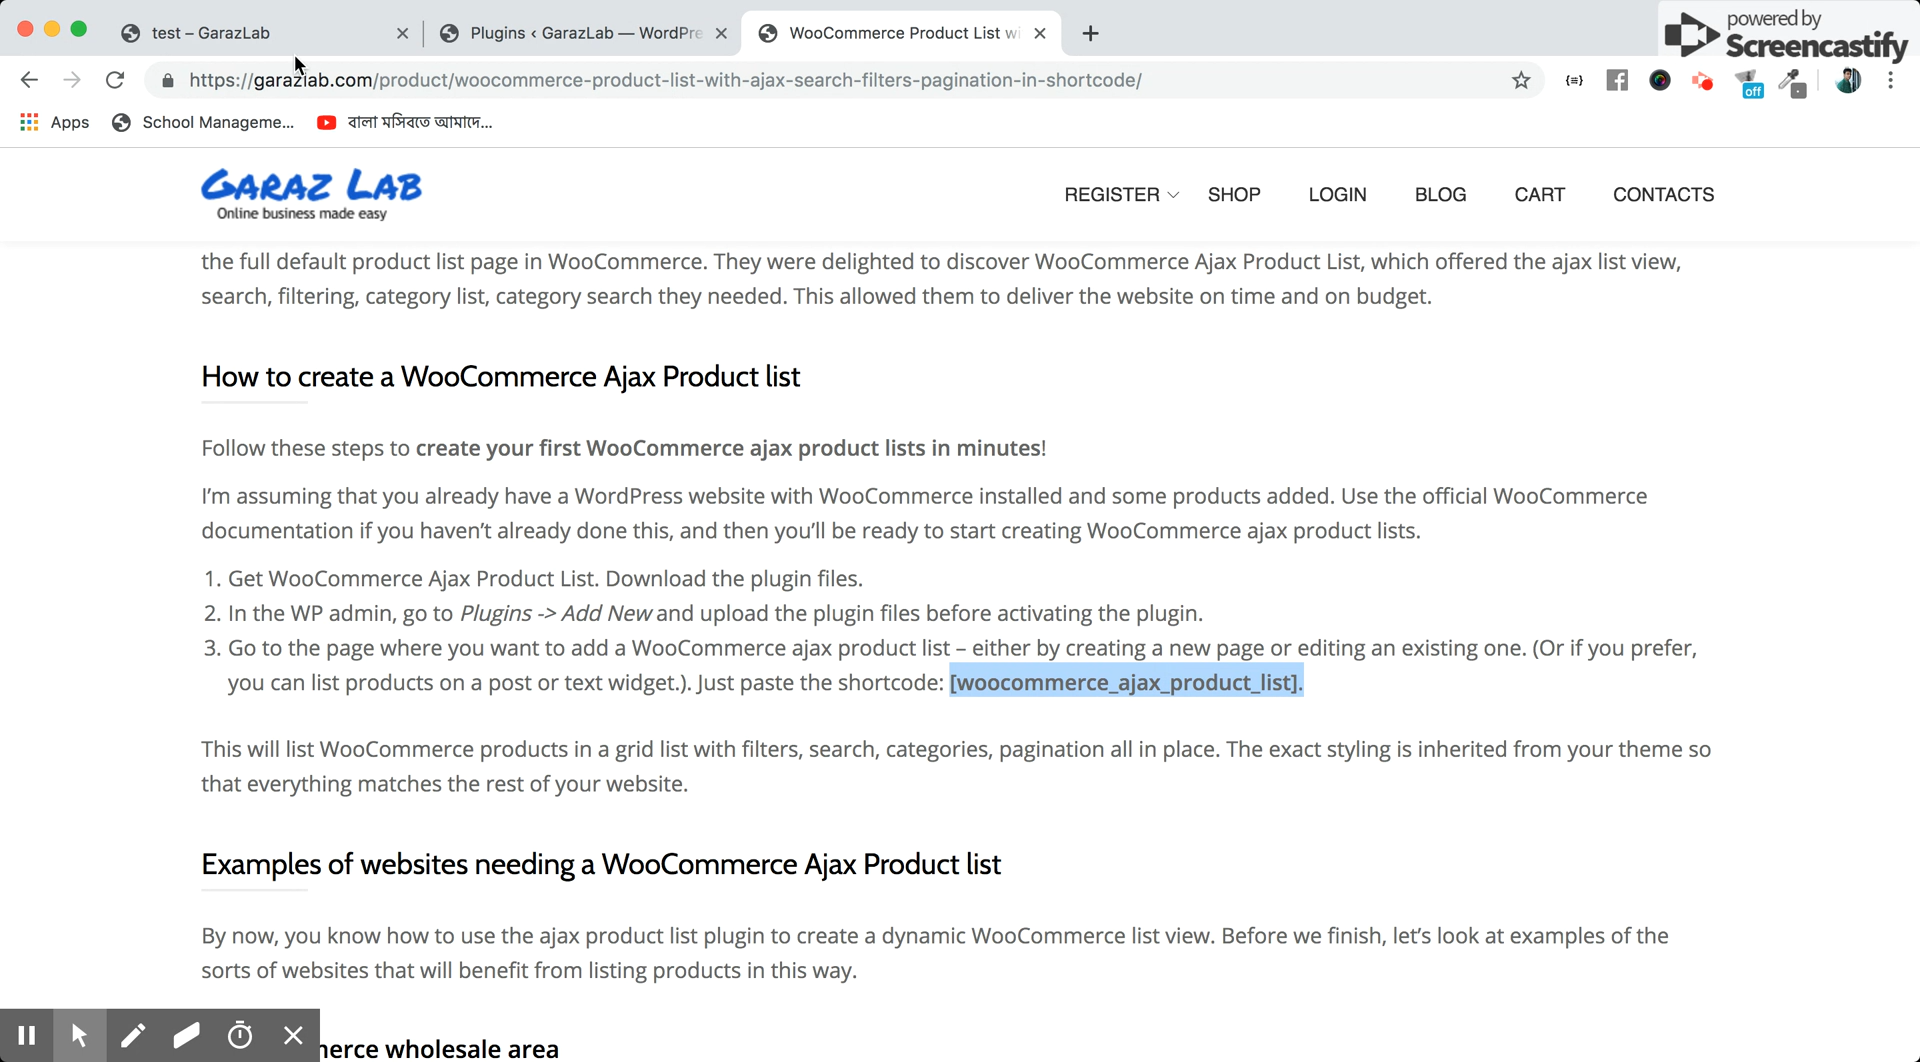 test – GarazLab
Plugins ‹ GarazLab — WordPre
WooCommerce Product List wi
powered by
Screencastify
https://garazlab.com/product/woocommerce-product-list-with-ajax-search-filters-pagination-in-shortcode/
off
Apps
School Manageme...
বালা মসিবতে আমাদে...
GARAZ LAB
Online business made easy
REGISTER
SHOP
LOGIN
BLOG
CART
CONTACTS
the full default product list page in WooCommerce. They were delighted to discover WooCommerce Ajax Product List, which offered the ajax list view,
search, filtering, category list, category search they needed. This allowed them to deliver the website on time and on budget.
How to create a WooCommerce Ajax Product list
Follow these steps to create your first WooCommerce ajax product lists in minutes!
I’m assuming that you already have a WordPress website with WooCommerce installed and some products added. Use the official WooCommerce
documentation if you haven’t already done this, and then you’ll be ready to start creating WooCommerce ajax product lists.
1. Get WooCommerce Ajax Product List. Download the plugin files.
2. In the WP admin, go to Plugins -> Add New and upload the plugin files before activating the plugin.
3. Go to the page where you want to add a WooCommerce ajax product list – either by creating a new page or editing an existing one. (Or if you prefer,
you can list products on a post or text widget.). Just paste the shortcode: [woocommerce_ajax_product_list].
This will list WooCommerce products in a grid list with filters, search, categories, pagination all in place. The exact styling is inherited from your theme so
that everything matches the rest of your website.
Examples of websites needing a WooCommerce Ajax Product list
By now, you know how to use the ajax product list plugin to create a dynamic WooCommerce list view. Before we finish, let’s look at examples of the
sorts of websites that will benefit from listing products in this way.
merce wholesale area